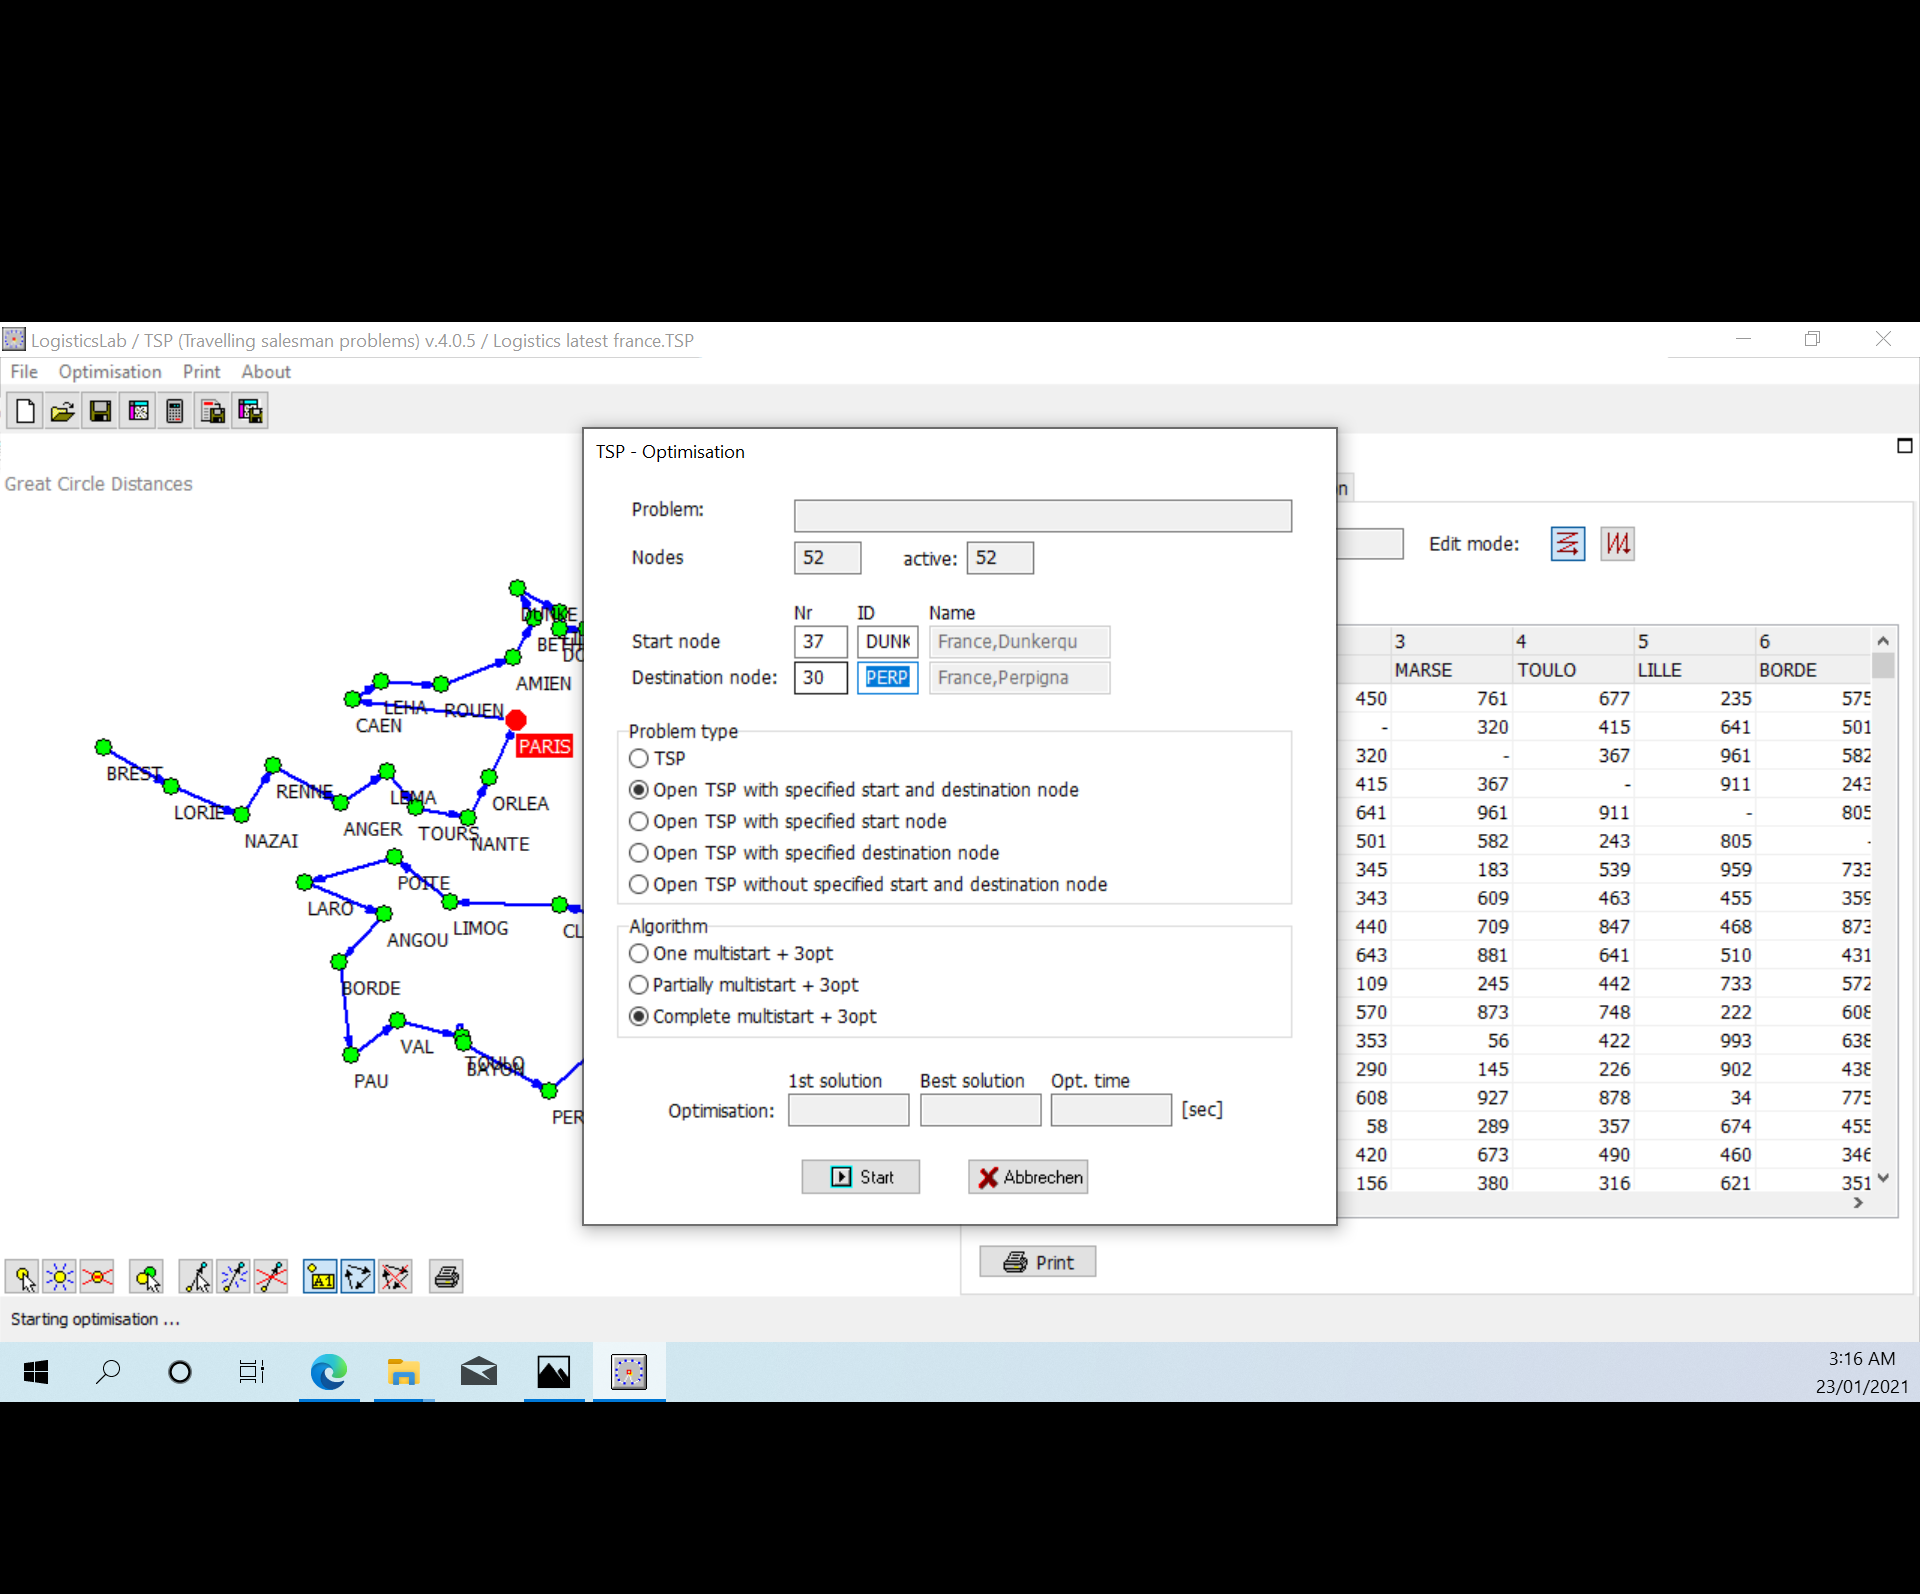 LogisticsLab / TSP (Travelling salesman problems) v.4.0.5 / Logistics latest france.TSP
File Optimisation Print About
Great Circle Distances
DUNKE
BETH
AMIEN
LEHA
ROUEN
CAEN
PARIS
BREST
LORIE
NAZAI
RENNE
ANGER
LEMA
TOURS
NANTE
ORLEA
POITE
LARO
ANGOU
LIMOG
CL
BORDE
PAU
VAL
TOULO
BAYON
PER
TSP - Optimisation
Problem:
Nodes 52 active: 52
Nr ID Name
Start node 37 DUNK France,Dunkerqu
Destination node: 30 PERP France,Perpigna
Problem type
TSP
Open TSP with specified start and destination node
Open TSP with specified start node
Open TSP with specified destination node
Open TSP without specified start and destination node
Algorithm
One multistart + 3opt
Partially multistart + 3opt
Complete multistart + 3opt
1st solution Best solution Opt. time
Optimisation: [sec]
Start Abbrechen
n
Edit mode:
3 4 5 6
MARSE TOULO LILLE BORDE
450 761 677 235 575
- 320 415 641 501
320 - 367 961 582
415 367 - 911 243
641 961 911 - 805
501 582 243 805 -
345 183 539 959 733
343 609 463 455 359
440 709 847 468 873
643 881 641 510 431
109 245 442 733 572
570 873 748 222 608
353 56 422 993 638
290 145 226 902 438
608 927 878 34 775
58 289 357 674 455
420 673 490 460 346
156 380 316 621 351
Print
A1
Starting optimisation ...
3:16 AM
23/01/2021